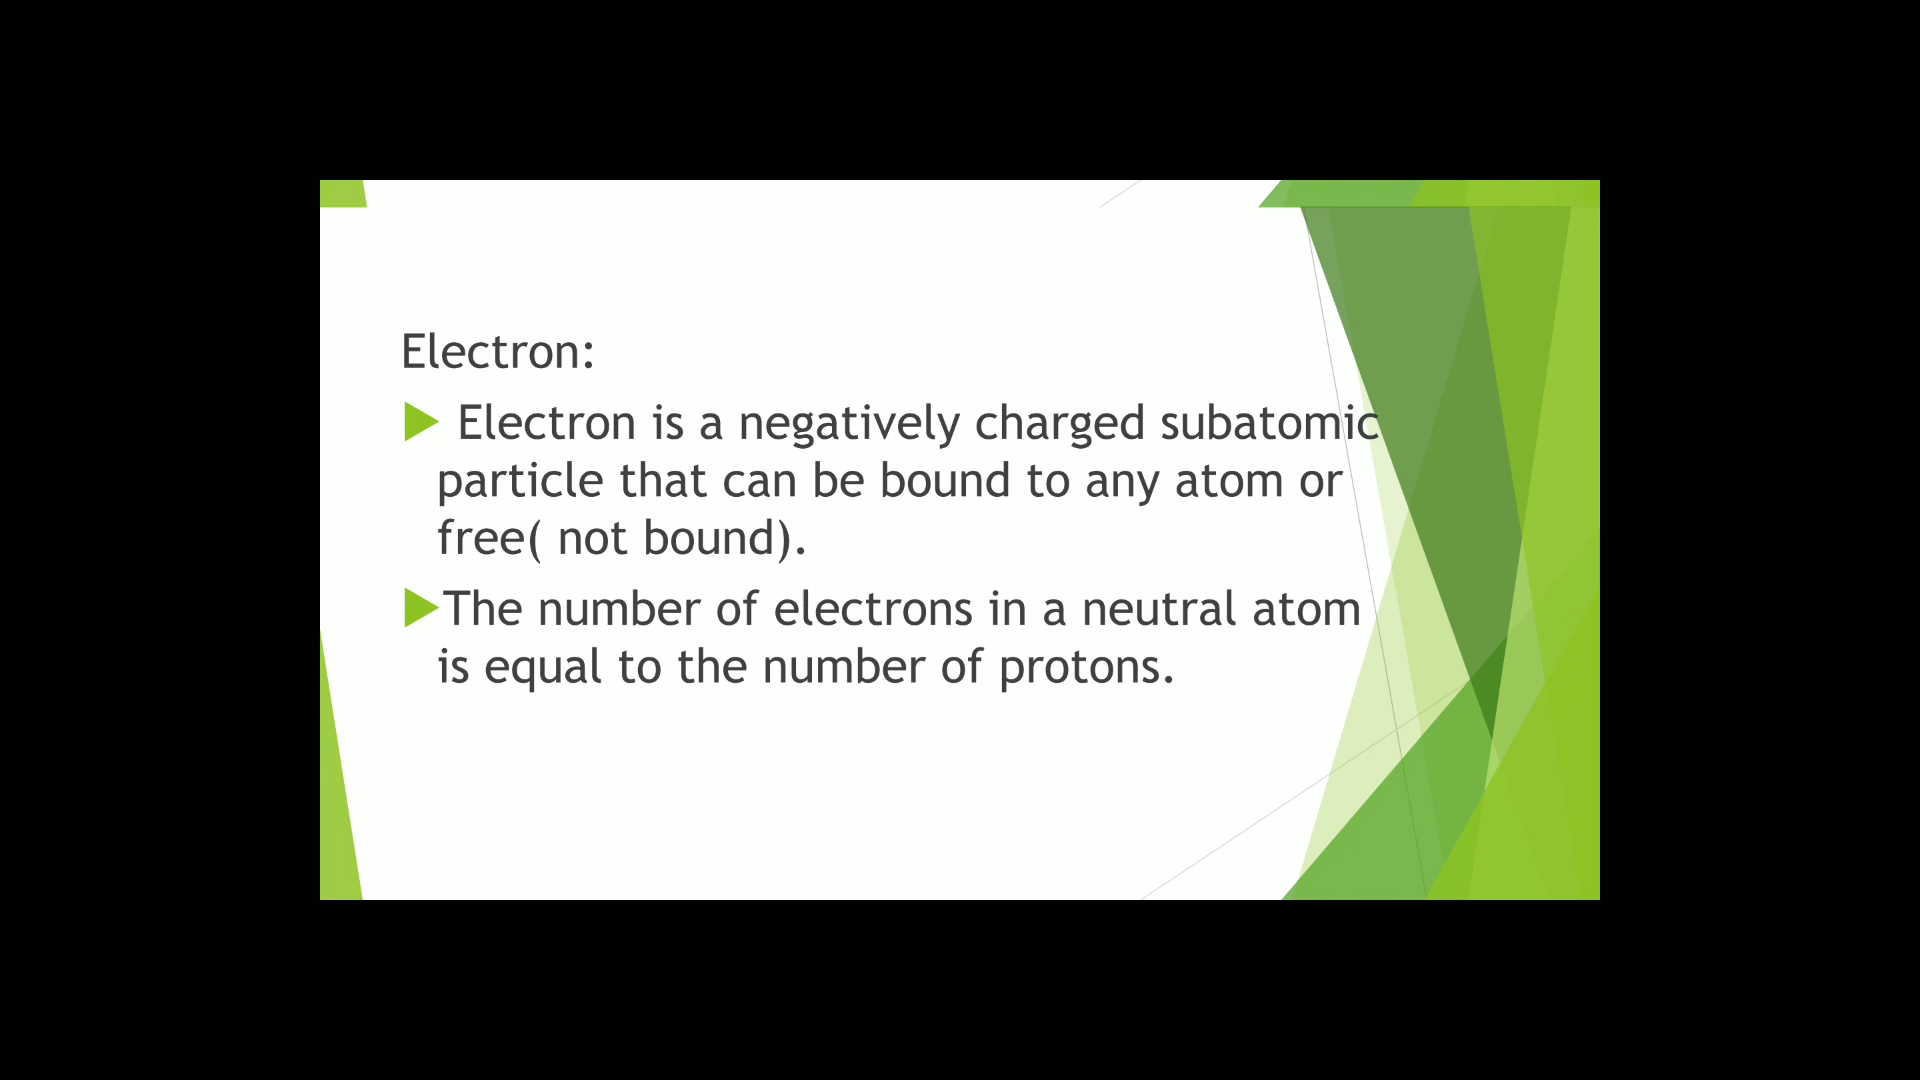 Electron:
Electron is a negatively charged subatomic
particle that can be bound to any atom or
free( not bound).
The number of electrons in a neutral atom
is equal to the number of protons.